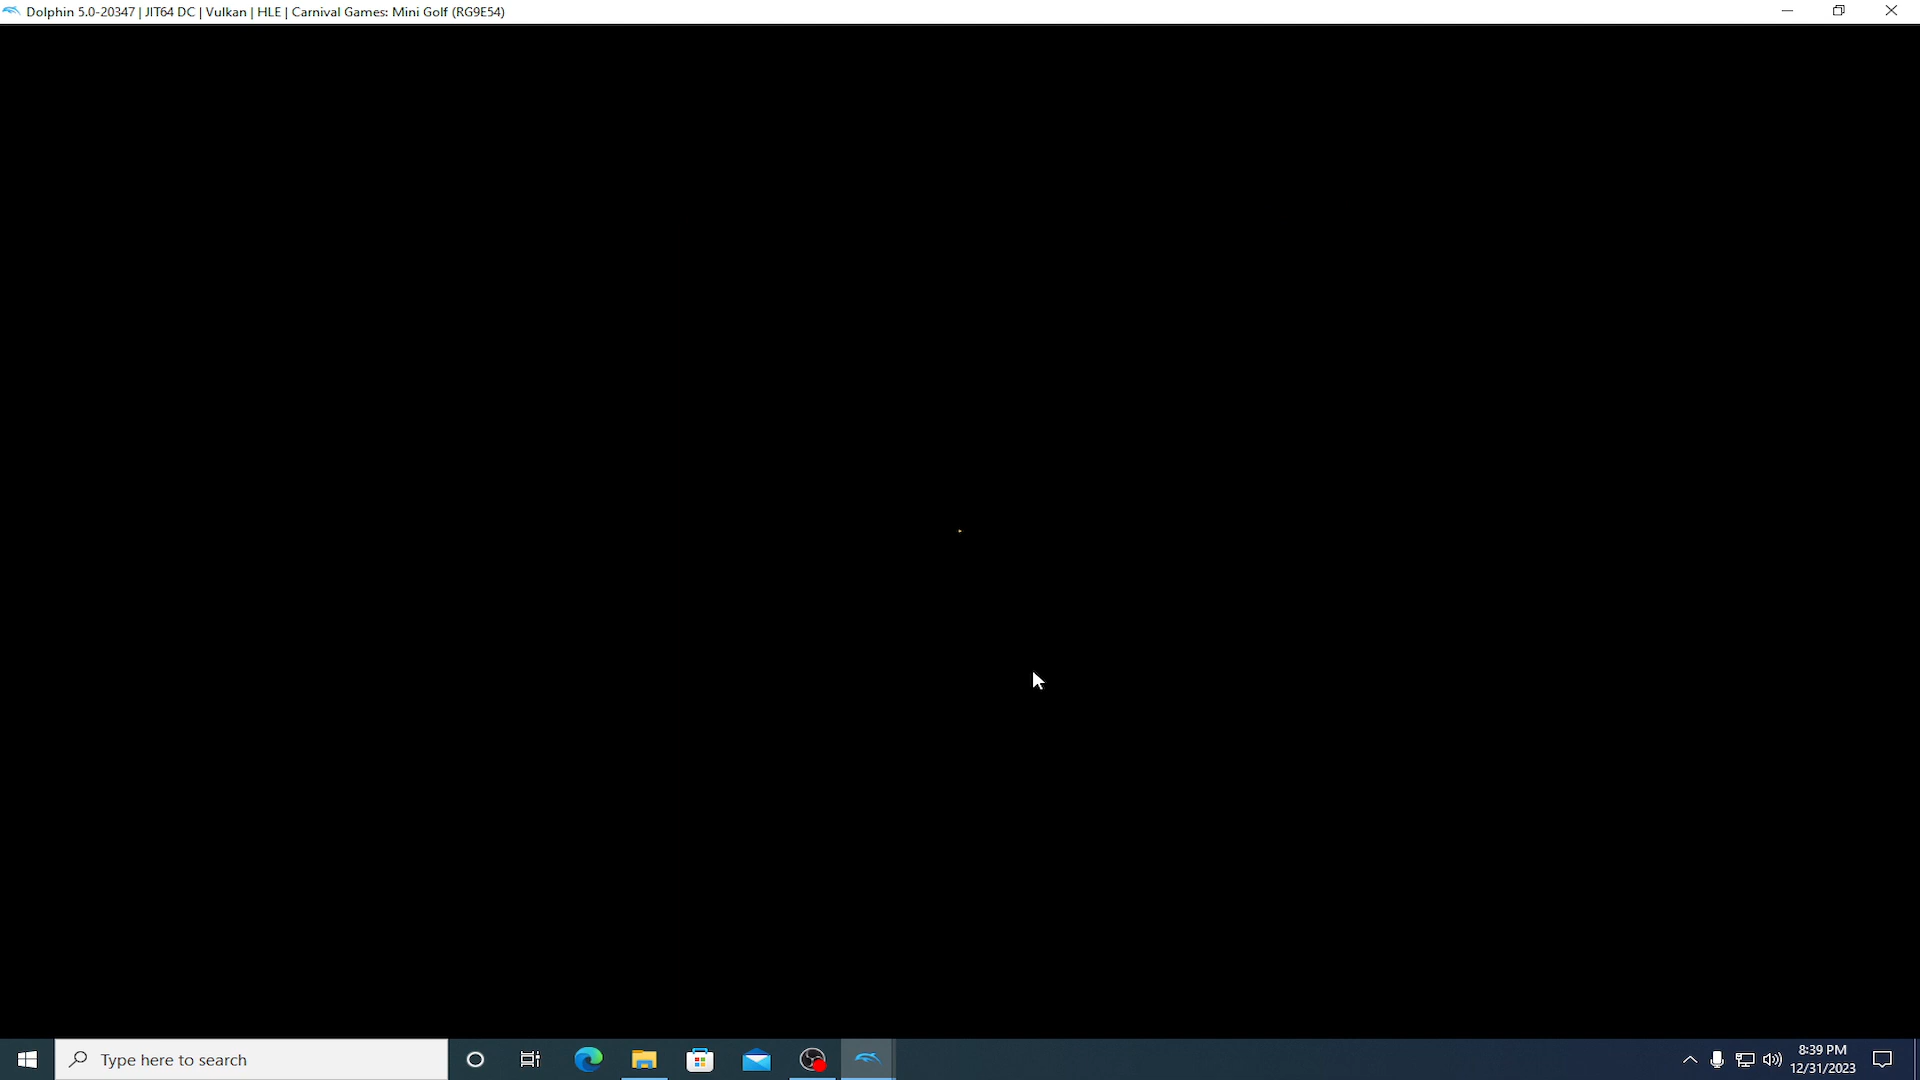 Dolphin 5.0-20347 | JIT64 DC | Vulkan | HLE | Carnival Games: Mini Golf (RG9E54)
Type here to search
8:39 PM
12/31/2023